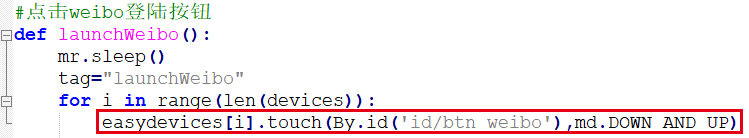 #点击weibo登陆按钮
def launchWeibo():
    mr.sleep()
    tag="launchWeibo"
    for i in range(len(devices)):
        easydevices[i].touch(By.id('id/btn_weibo'),md.DOWN_AND_UP)